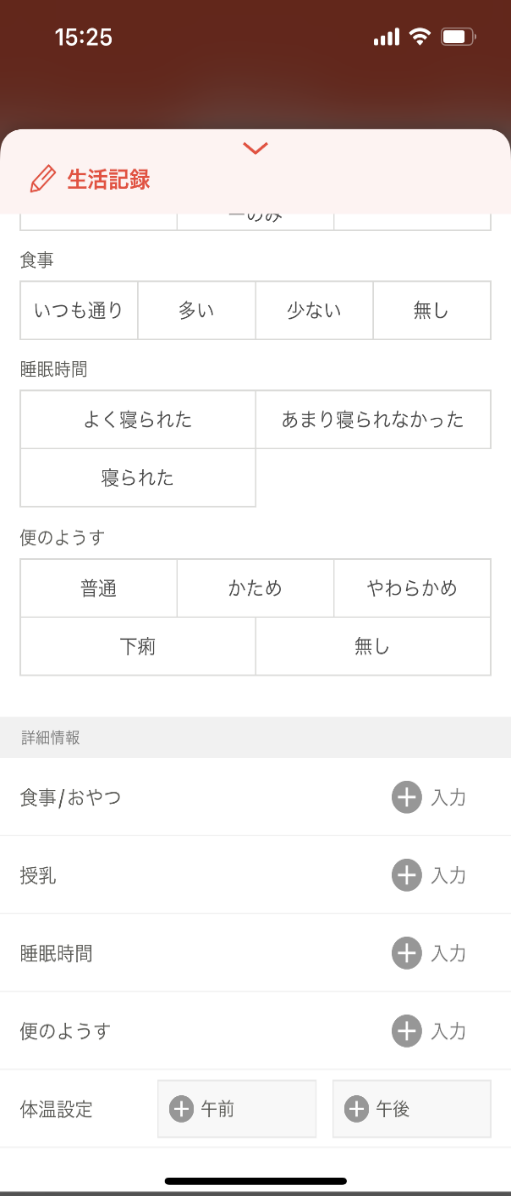 15:25
生活記録
ーのみ
食事
いつも通り 多い 少ない 無し
睡眠時間
よく寝られた あまり寝られなかった
寝られた
便のようす
普通 かため やわらかめ
下痢 無し
詳細情報
食事/おやつ 入力
授乳 入力
睡眠時間 入力
便のようす 入力
体温設定 午前 午後